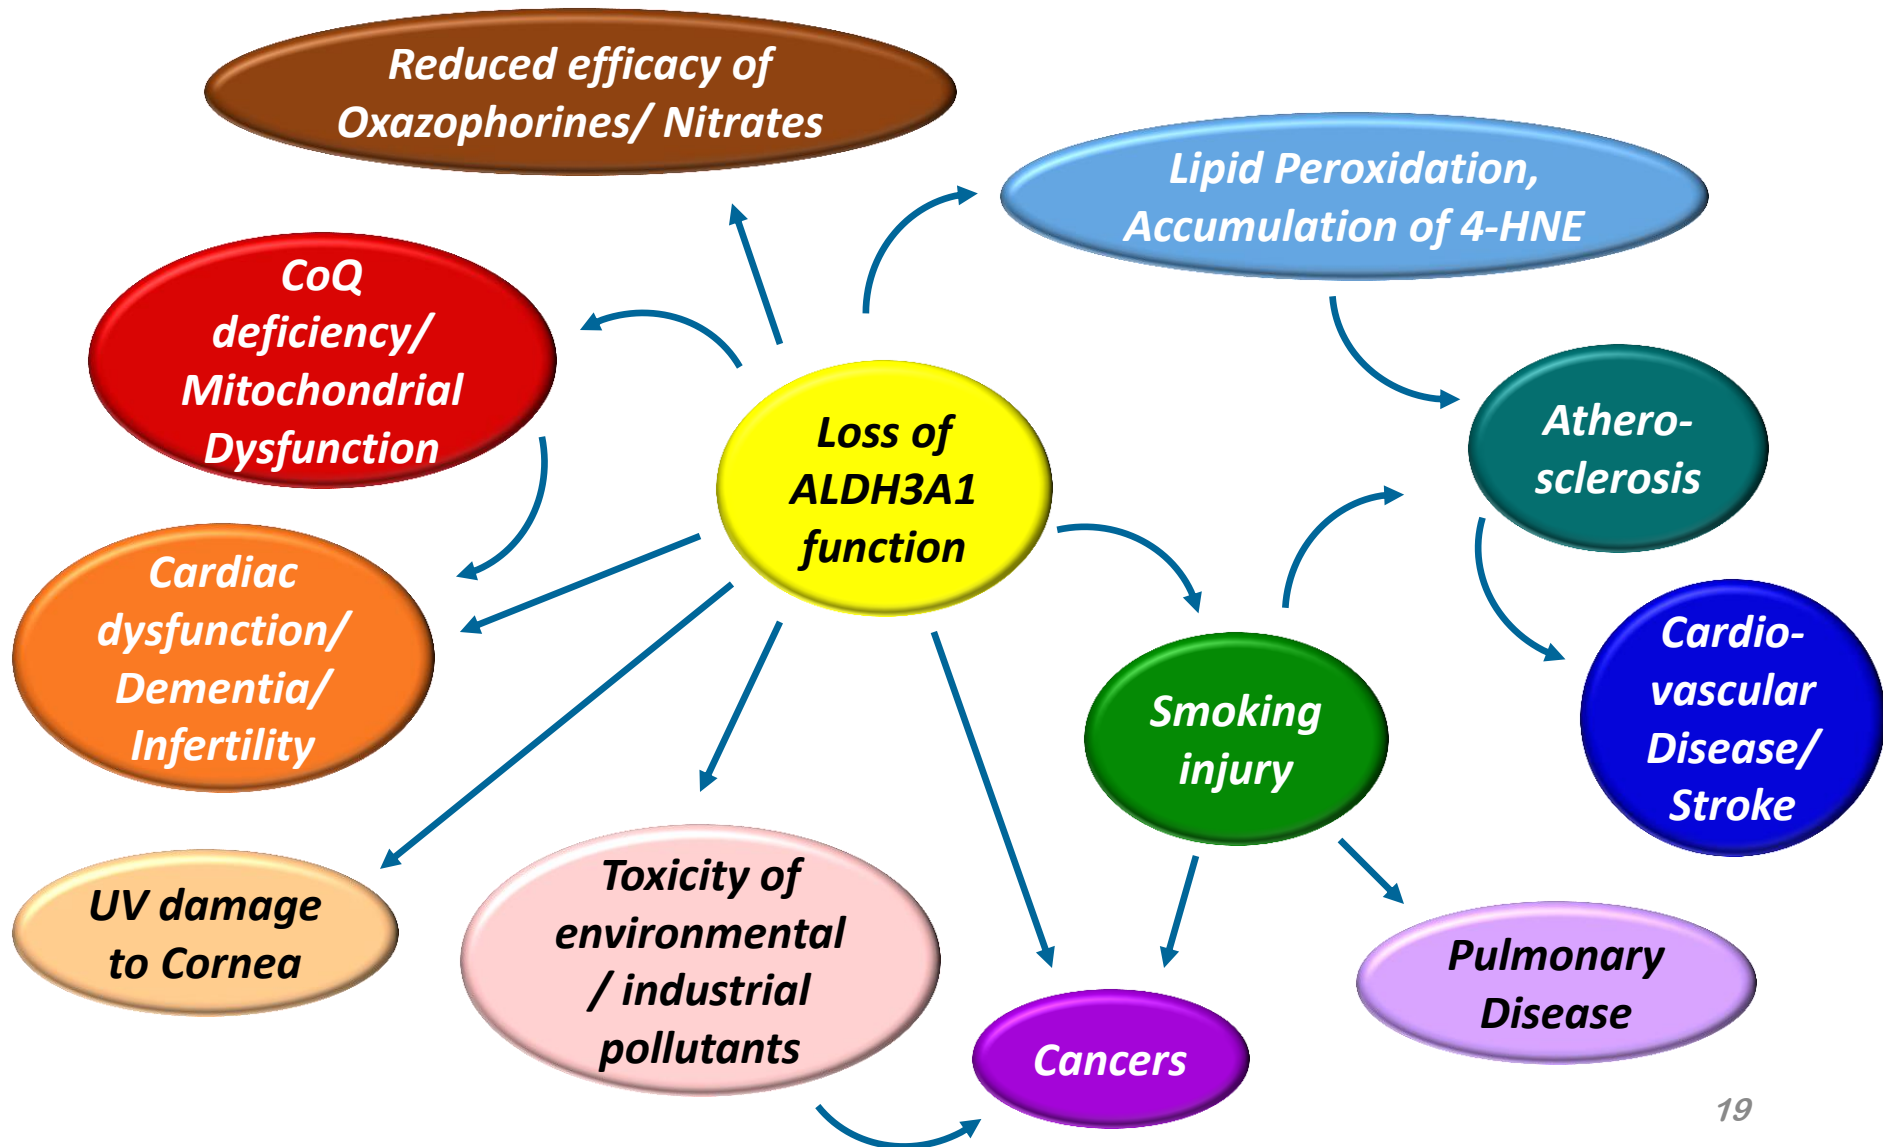 Reduced efficacy of
Oxazophorines/ Nitrates
Lipid Peroxidation,
Accumulation of 4-HNE
CoQ
deficiency/
Mitochondrial
Dysfunction
Loss of
ALDH3A1
function
Athero-
sclerosis
Cardiac
dysfunction/
Dementia/
Infertility
Smoking
injury
Cardio-
vascular
Disease/
Stroke
UV damage
to Cornea
Toxicity of
environmental
/ industrial
pollutants
Cancers
Pulmonary
Disease
19